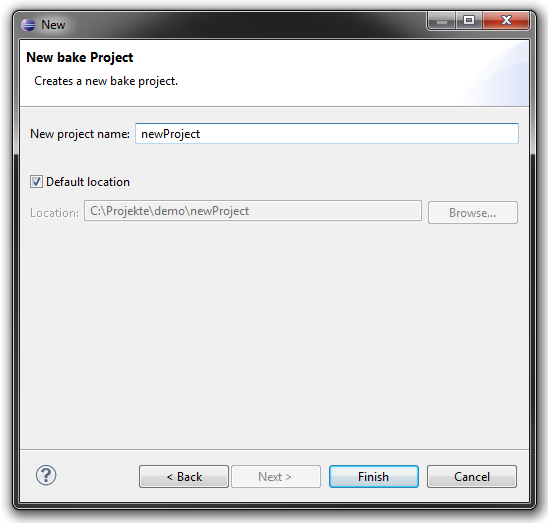 New
New bake Project
Creates a new bake project.
New project name: newProject
Default location
Location: C:\Projekte\demo\newProject Browse...
? < Back Next > Finish Cancel